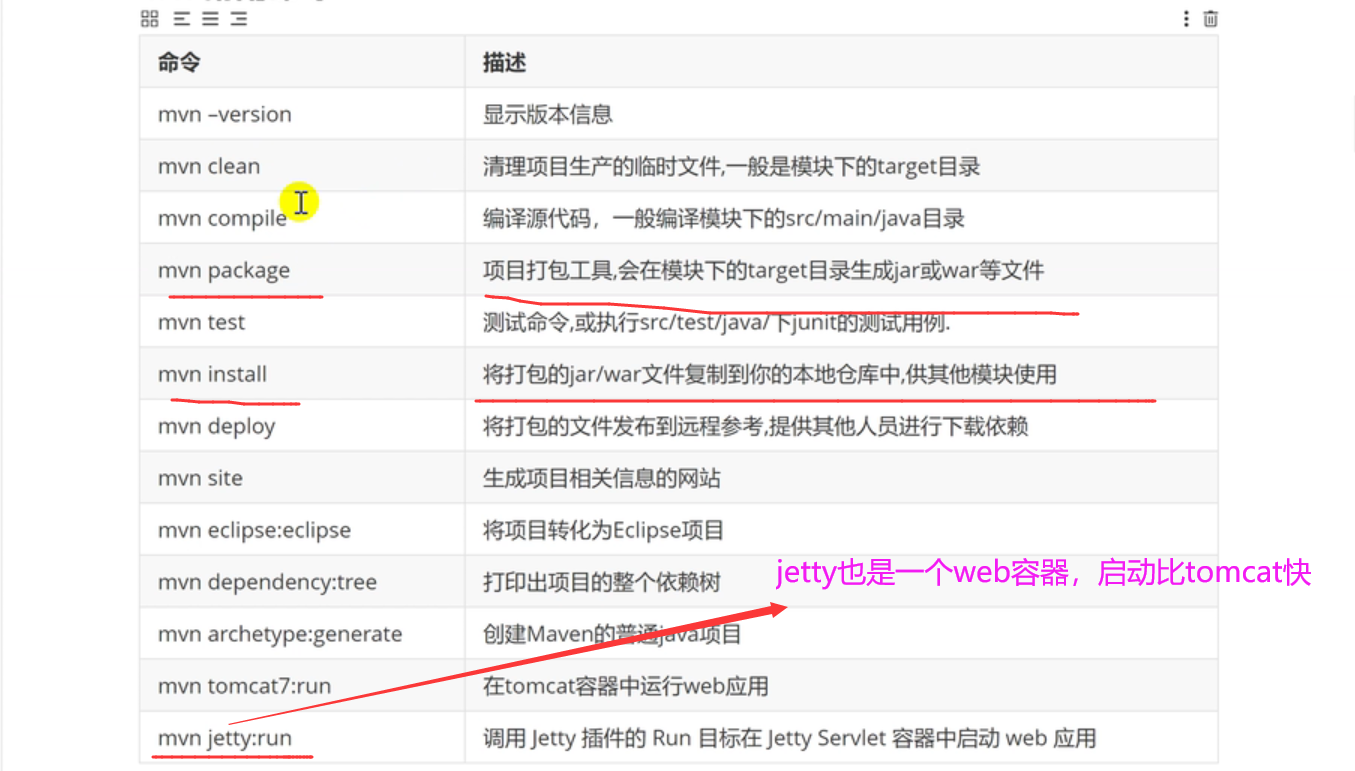 命令 描述
mvn –version 显示版本信息
mvn clean 清理项目生产的临时文件,一般是模块下的target目录
mvn compile 编译源代码，一般编译模块下的src/main/java目录
mvn package 项目打包工具,会在模块下的target目录生成jar或war等文件
mvn test 测试命令,或执行src/test/java/下junit的测试用例.
mvn install 将打包的jar/war文件复制到你的本地仓库中,供其他模块使用
mvn deploy 将打包的文件发布到远程参考,提供其他人员进行下载依赖
mvn site 生成项目相关信息的网站
mvn eclipse:eclipse 将项目转化为Eclipse项目
jetty也是一个web容器，启动比tomcat快
mvn dependency:tree 打印出项目的整个依赖树
mvn archetype:generate 创建Maven的普通java项目
mvn tomcat7:run 在tomcat容器中运行web应用
mvn jetty:run 调用 Jetty 插件的 Run 目标在 Jetty Servlet 容器中启动 web 应用